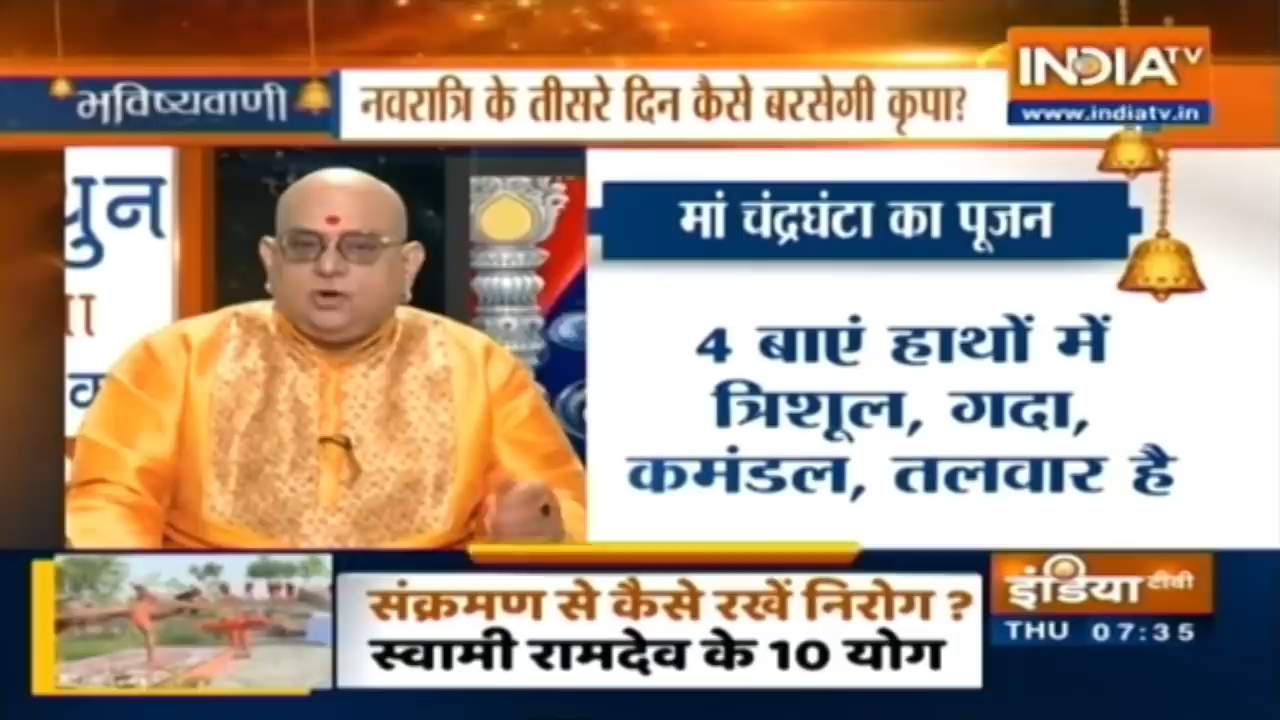 INDIA TV
www.indiatv.in
भविष्यवाणी
नवरात्रि के तीसरे दिन कैसे बरसेगी कृपा?
मां चंद्रघंटा का पूजन
4 बाएं हाथों में
त्रिशूल, गदा,
कमंडल, तलवार है
संक्रमण से कैसे रखें निरोग ?
स्वामी रामदेव के 10 योग
इंडिया टीवी
THU 07:35